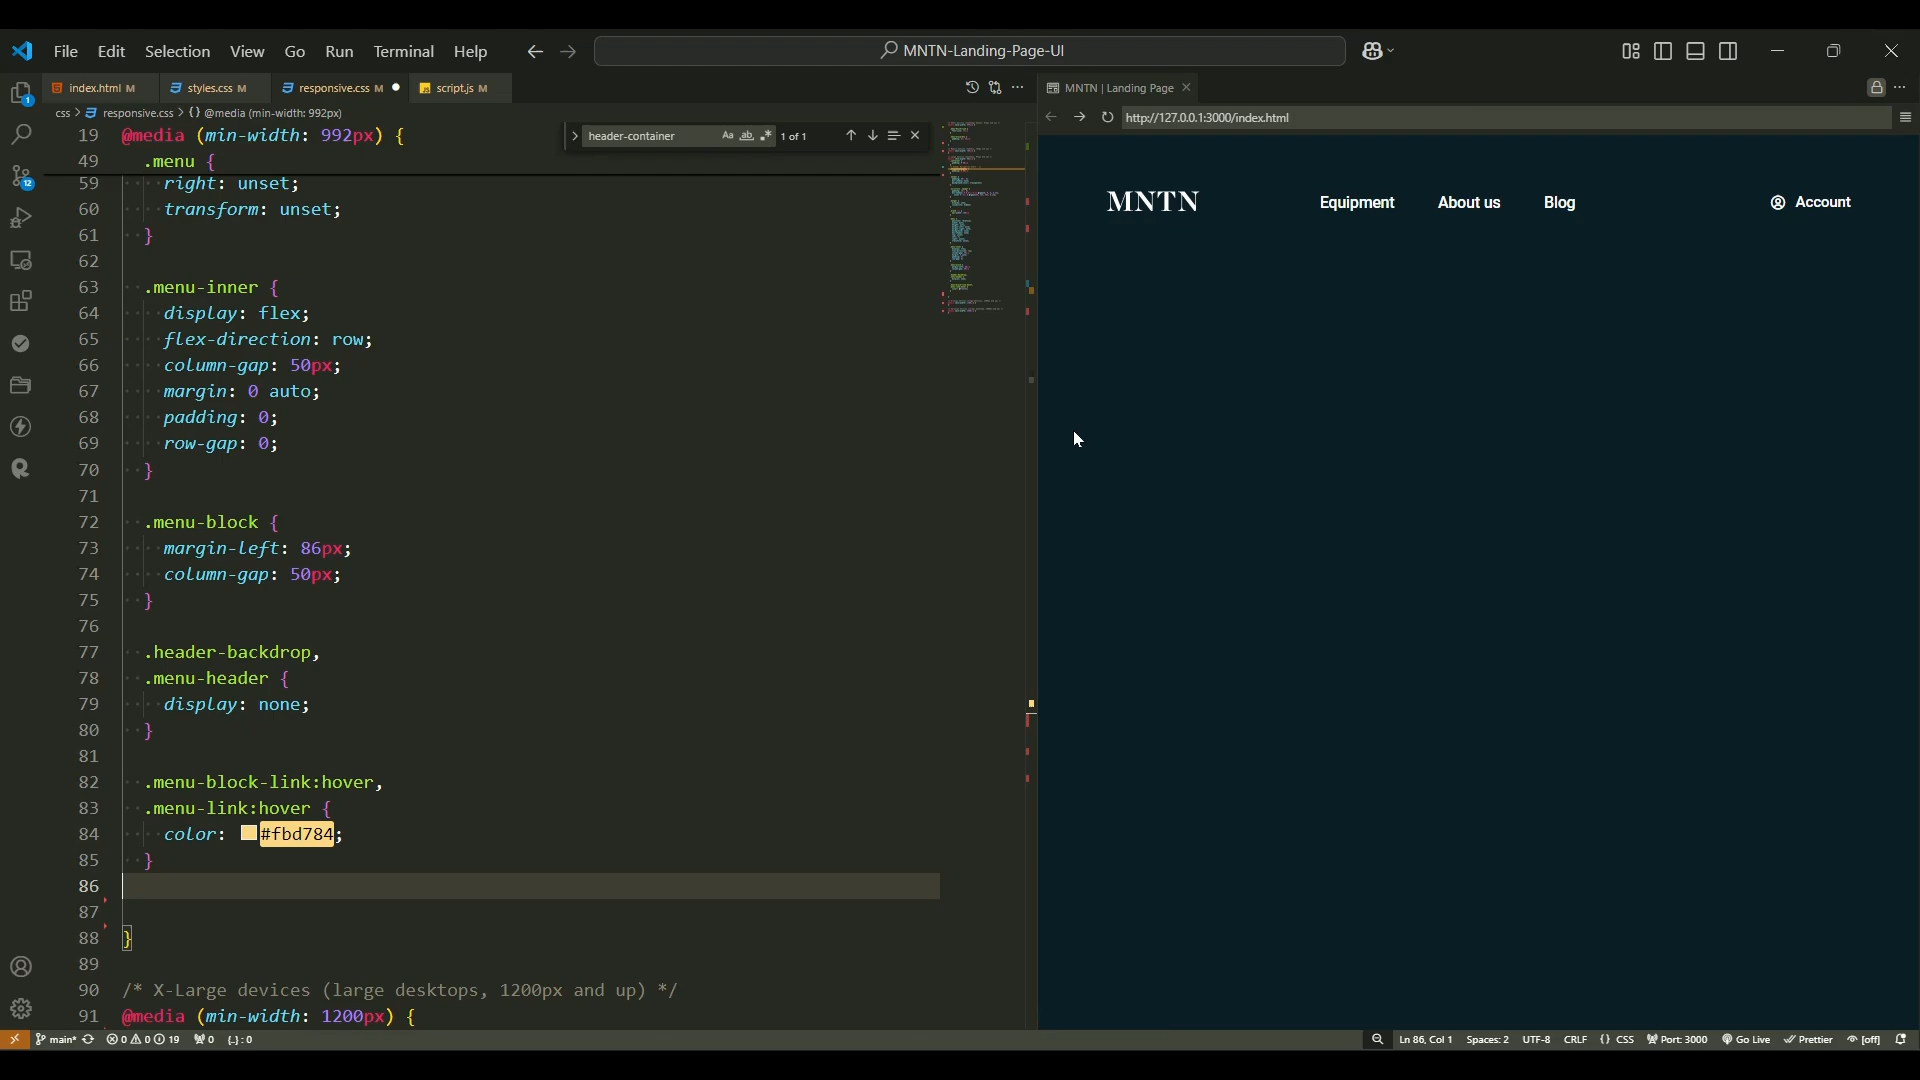 File Edit Selection View Go Run Terminal Help MNTN-Landing-Page-UI
index.html M styles.css M responsive.css M script.js M
MNTN | Landing Page
css > responsive.css > {} @media (min-width: 992px)
http://127.0.0.1:3000/index.html
header-container Aa ab .* 1 of 1
19 @media (min-width: 992px) {
49 .menu {
59 right: unset;
60 transform: unset;
61 }
62
63 .menu-inner {
64 display: flex;
65 flex-direction: row;
66 column-gap: 50px;
67 margin: 0 auto;
68 padding: 0;
69 row-gap: 0;
70 }
71
72 .menu-block {
73 margin-left: 86px;
74 column-gap: 50px;
75 }
76
77 .header-backdrop,
78 .menu-header {
79 display: none;
80 }
81
82 .menu-block-link:hover,
83 .menu-link:hover {
84 color: #fbd784;
85 }
86
87
88 }
89
90 /* X-Large devices (large desktops, 1200px and up) */
91 @media (min-width: 1200px) {
MNTN Equipment About us Blog Account
1
12
main* 0 0 19 0 {..}: 0 Ln 86, Col 1 Spaces: 2 UTF-8 CRLF {} CSS Port: 3000 Go Live Prettier [off]